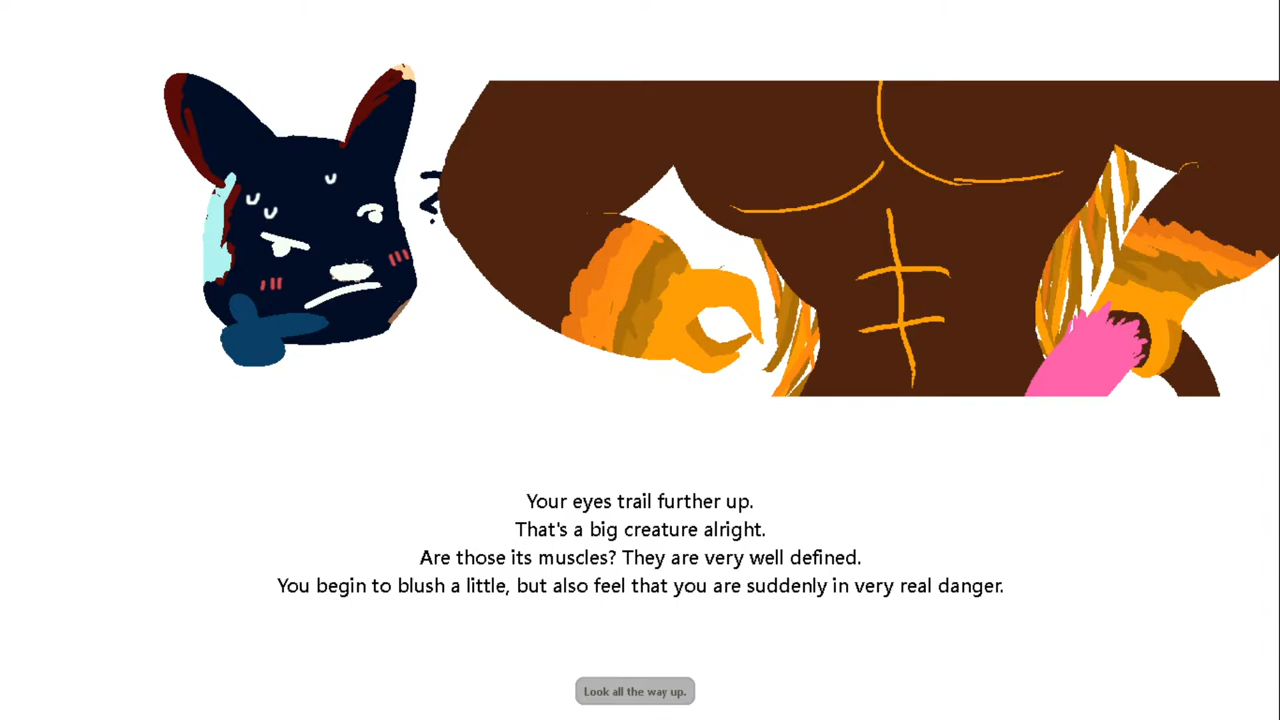 ?
Your eyes trail further up.
That's a big creature alright.
Are those its muscles? They are very well defined.
You begin to blush a little, but also feel that you are suddenly in very real danger.
Look all the way up.